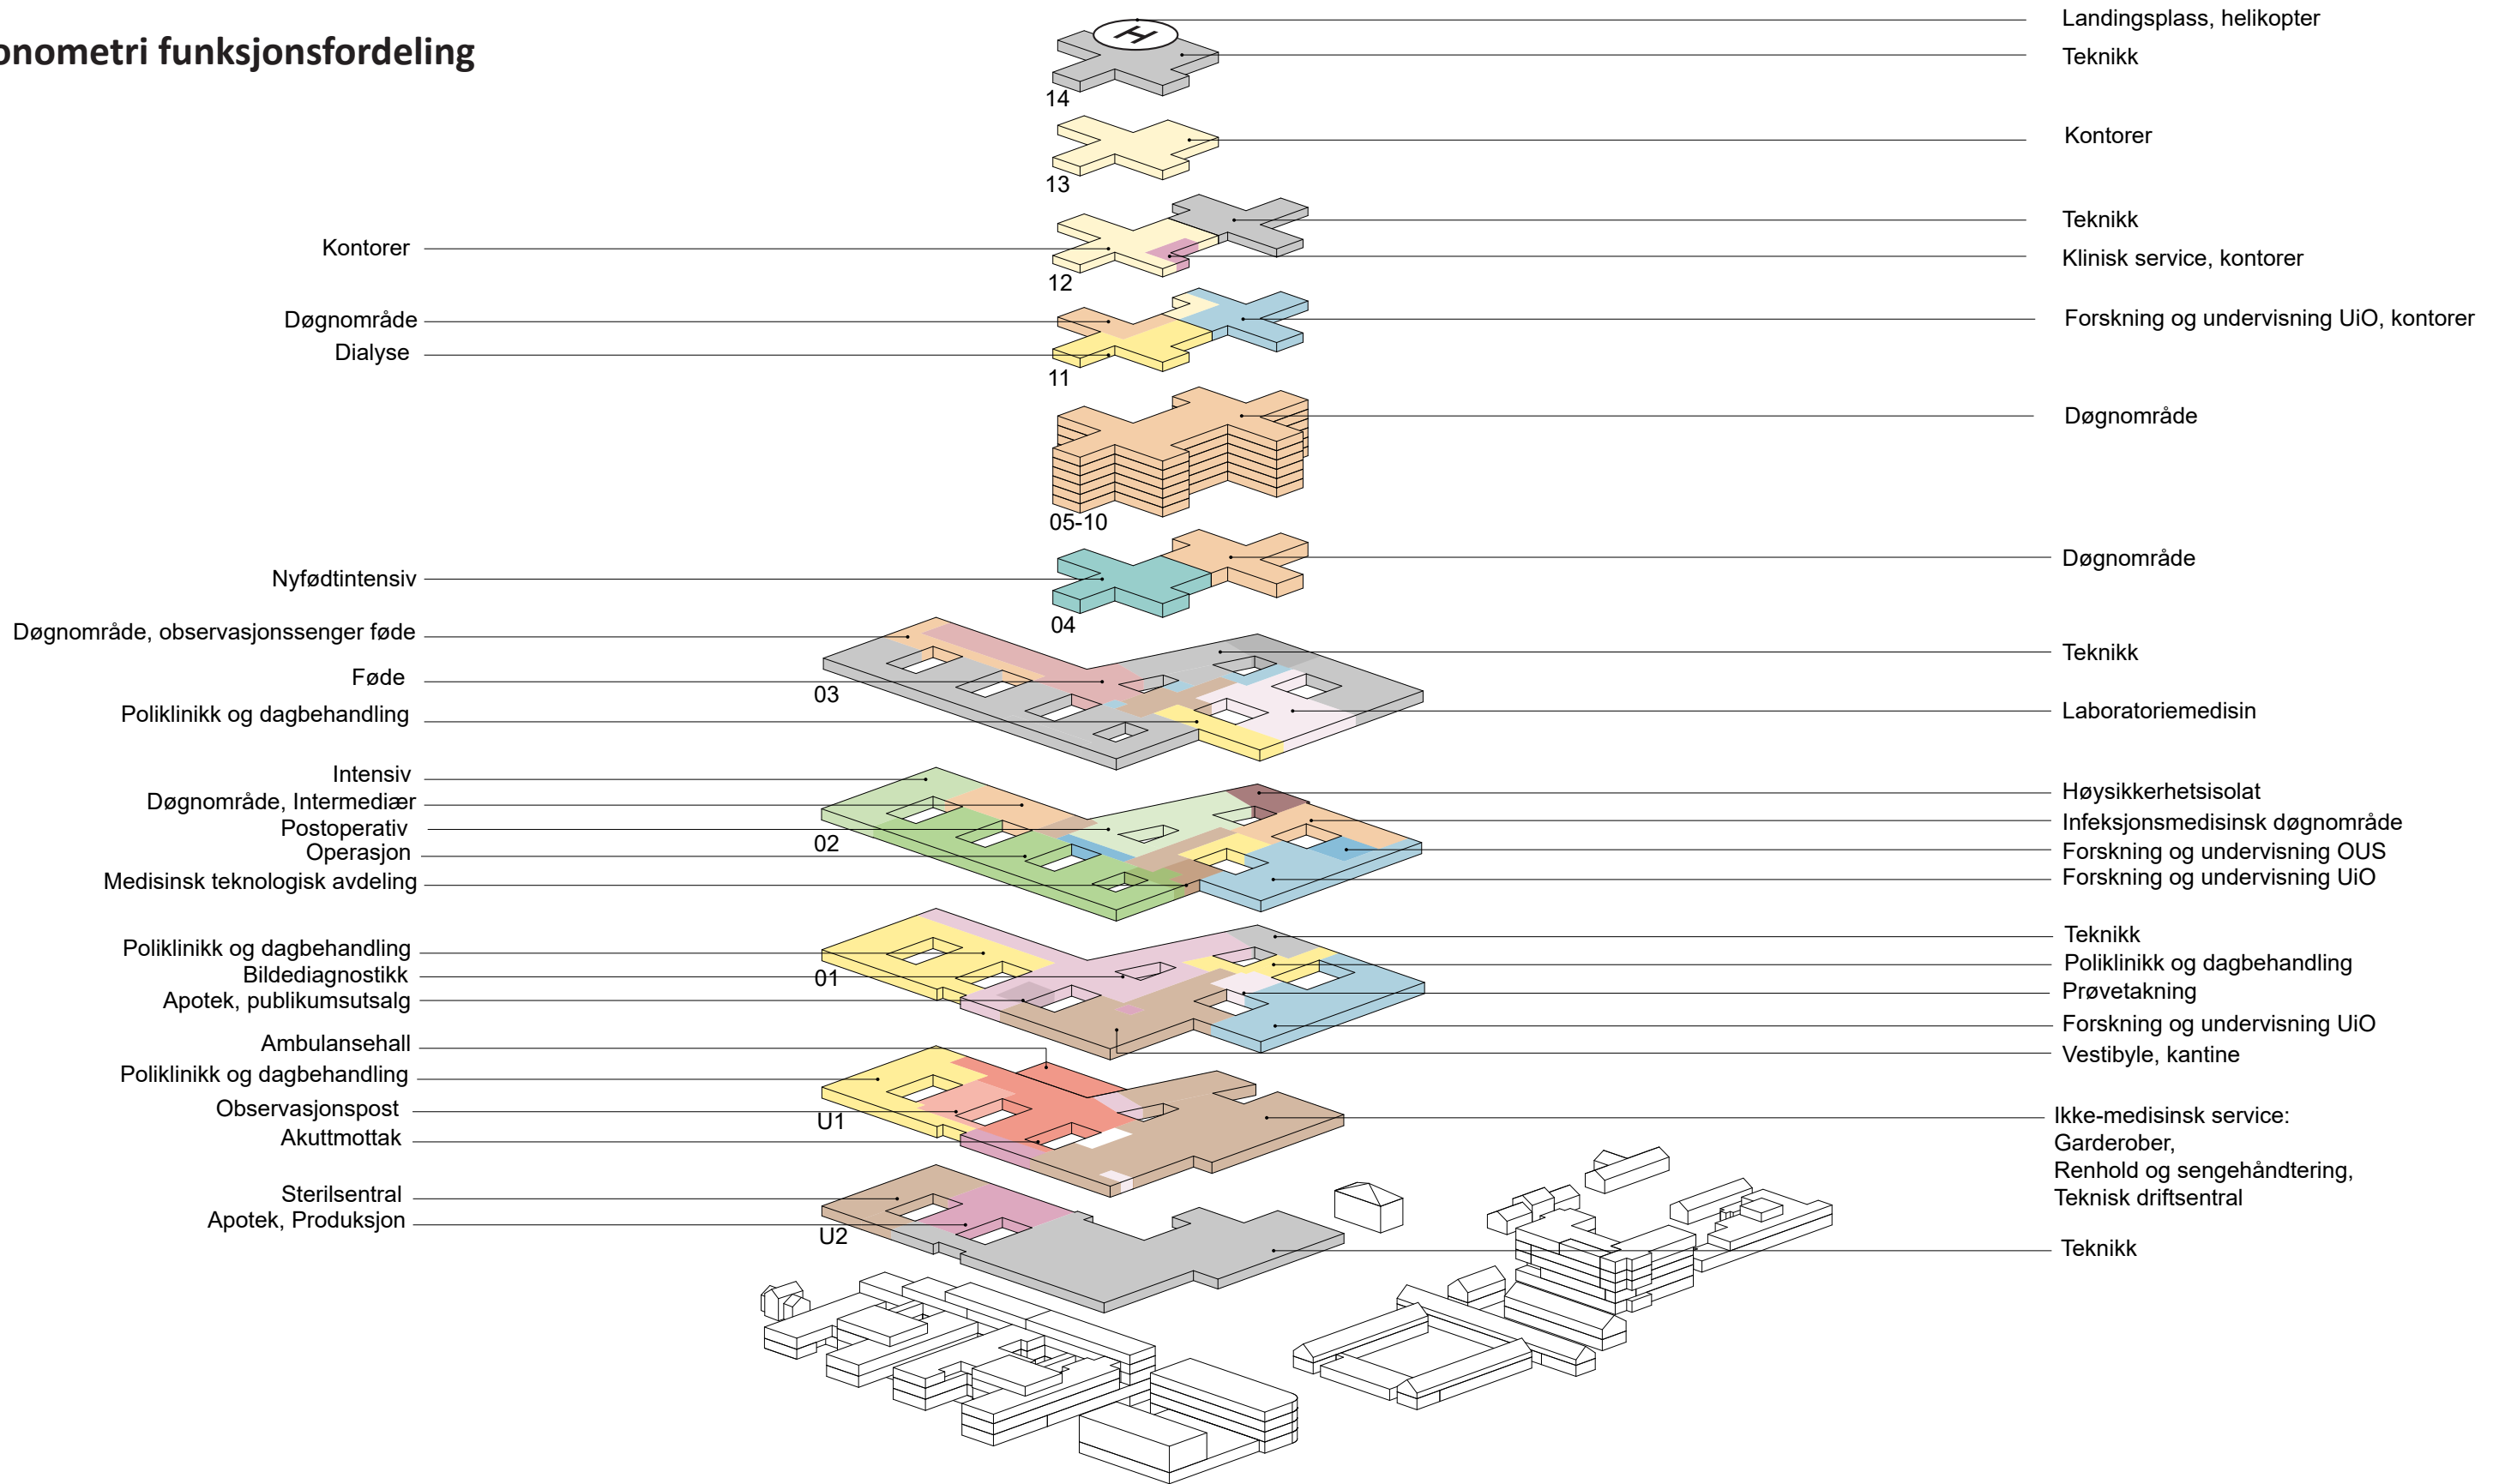 onometri funksjonsfordeling
H
Landingsplass, helikopter
Teknikk
14
Kontorer
13
Teknikk
Kontorer
Klinisk service, kontorer
12
Døgnområde
Forskning og undervisning UiO, kontorer
Dialyse
11
Døgnområde
05-10
Døgnområde
Nyfødtintensiv
04
Døgnområde, observasjonssenger føde
Teknikk
Føde
03
Poliklinikk og dagbehandling
Laboratoriemedisin
Intensiv
Høysikkerhetsisolat
Døgnområde, Intermediær
Infeksjonsmedisinsk døgnområde
Postoperativ
02
Operasjon
Forskning og undervisning OUS
Medisinsk teknologisk avdeling
Forskning og undervisning UiO
Teknikk
Poliklinikk og dagbehandling
Poliklinikk og dagbehandling
Bildediagnostikk
01
Prøvetakning
Apotek, publikumsutsalg
Forskning og undervisning UiO
Ambulansehall
Vestibyle, kantine
Poliklinikk og dagbehandling
Observasjonspost
U1
Ikke-medisinsk service:
Akuttmottak
Garderober,
Renhold og sengehåndtering,
Sterilsentral
Teknisk driftsentral
Apotek, Produksjon
U2
Teknikk